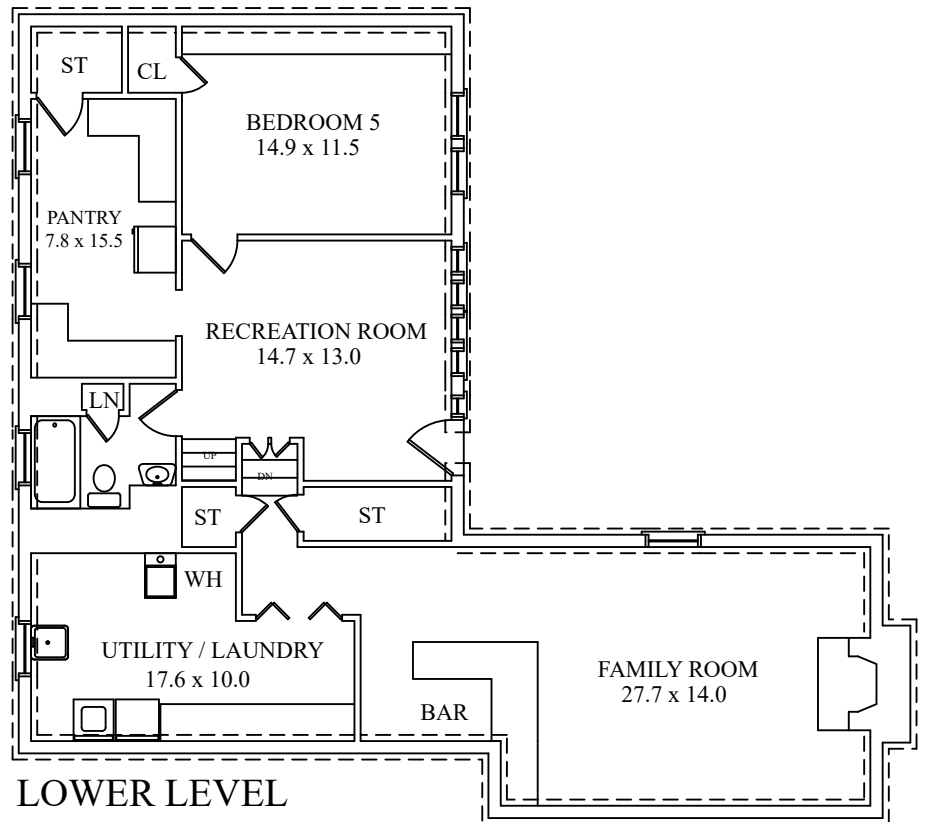 ST
CL
BEDROOM 5
14.9 x 11.5
PANTRY
7.8 x 15.5
RECREATION ROOM
14.7 x 13.0
LN
UP
DN
ST
ST
WH
UTILITY / LAUNDRY
17.6 x 10.0
FAMILY ROOM
27.7 x 14.0
BAR
LOWER LEVEL